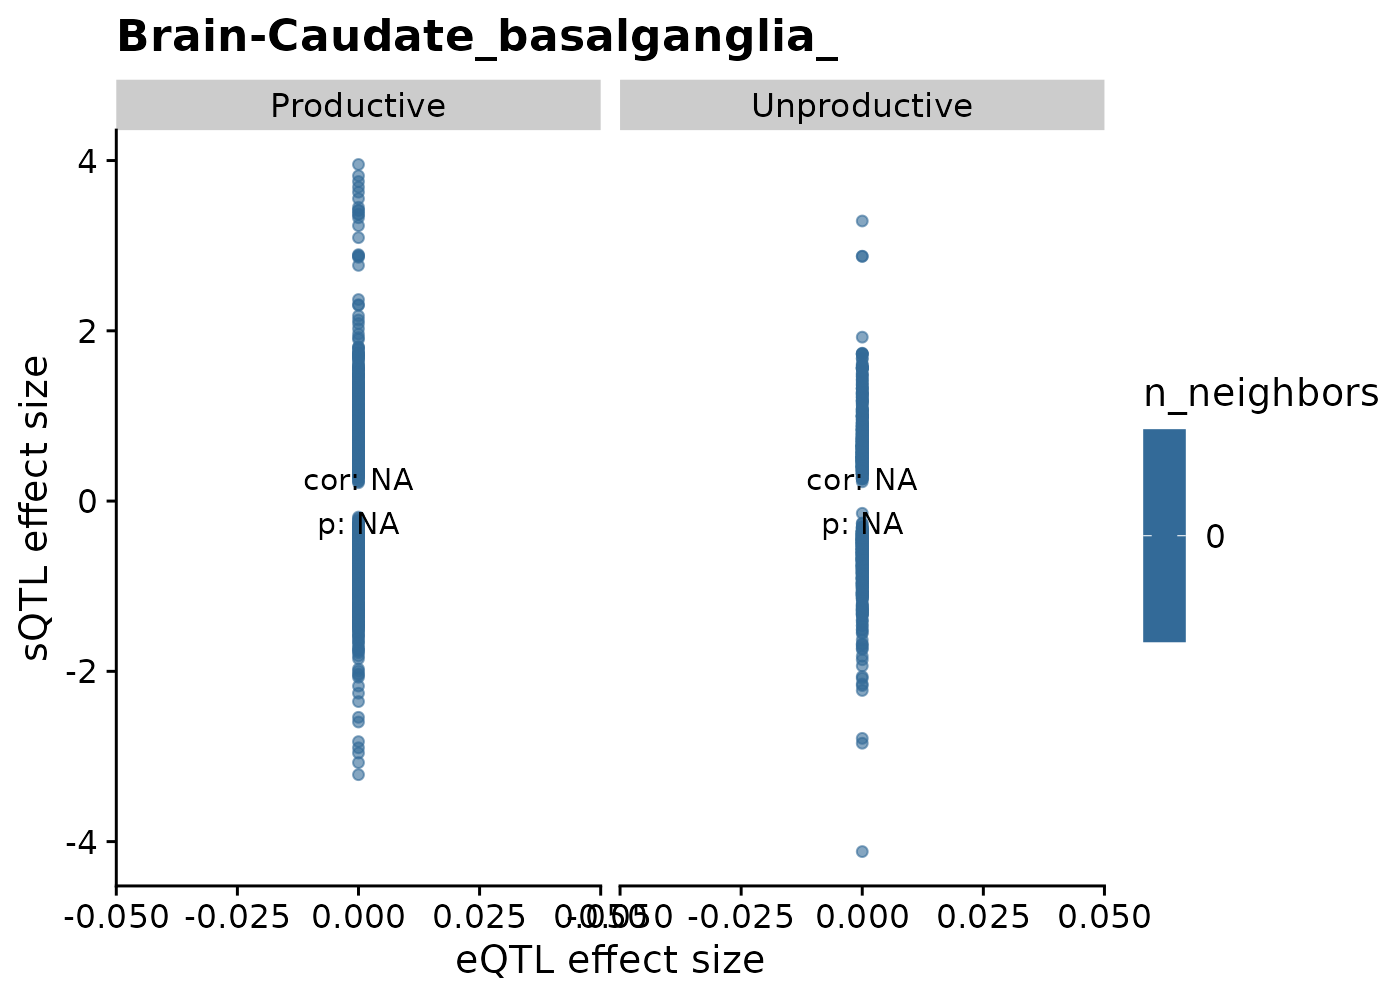 Brain-Caudate_basalganglia_
Productive
Unproductive
4
2
0
-2
-4
sQTL effect size
cor: NA
p: NA
cor: NA
p: NA
-0.050 -0.025 0.000 0.025 0.050
-0.050 -0.025 0.000 0.025 0.050
eQTL effect size
n_neighbors
0